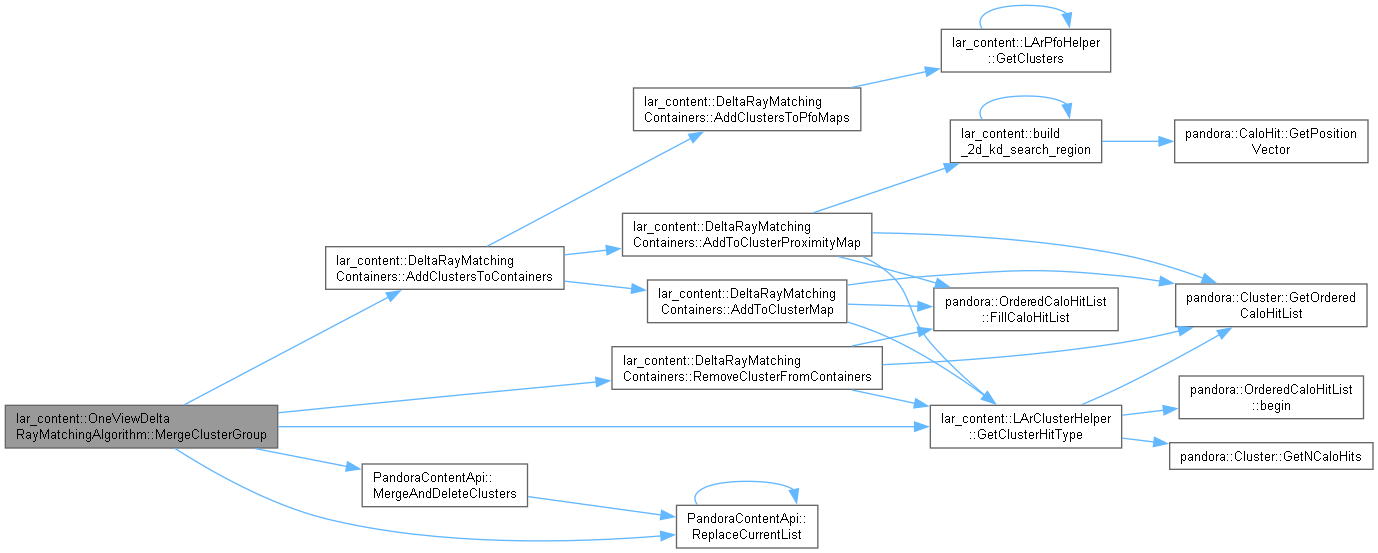 lar_content::LArPfoHelper
::GetClusters
lar_content::DeltaRayMatching
Containers::AddClustersToPfoMaps
lar_content::build
_2d_kd_search_region
pandora::CaloHit::GetPosition
Vector
lar_content::DeltaRayMatching
Containers::AddToClusterProximityMap
lar_content::DeltaRayMatching
Containers::AddClustersToContainers
lar_content::DeltaRayMatching
Containers::AddToClusterMap
pandora::OrderedCaloHitList
::FillCaloHitList
pandora::Cluster::GetOrdered
CaloHitList
lar_content::DeltaRayMatching
Containers::RemoveClusterFromContainers
lar_content::OneViewDelta
RayMatchingAlgorithm::MergeClusterGroup
lar_content::LArClusterHelper
::GetClusterHitType
pandora::OrderedCaloHitList
::begin
pandora::Cluster::GetNCaloHits
PandoraContentApi::
MergeAndDeleteClusters
PandoraContentApi::
ReplaceCurrentList